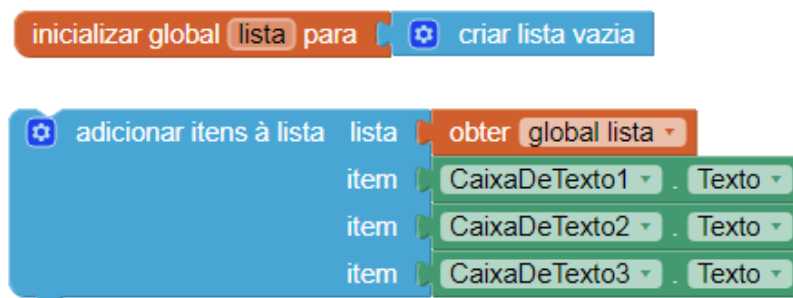 inicializar global lista para criar lista vazia
adicionar itens à lista lista obter global lista
item CaixaDeTexto1 . Texto
item CaixaDeTexto2 . Texto
item CaixaDeTexto3 . Texto